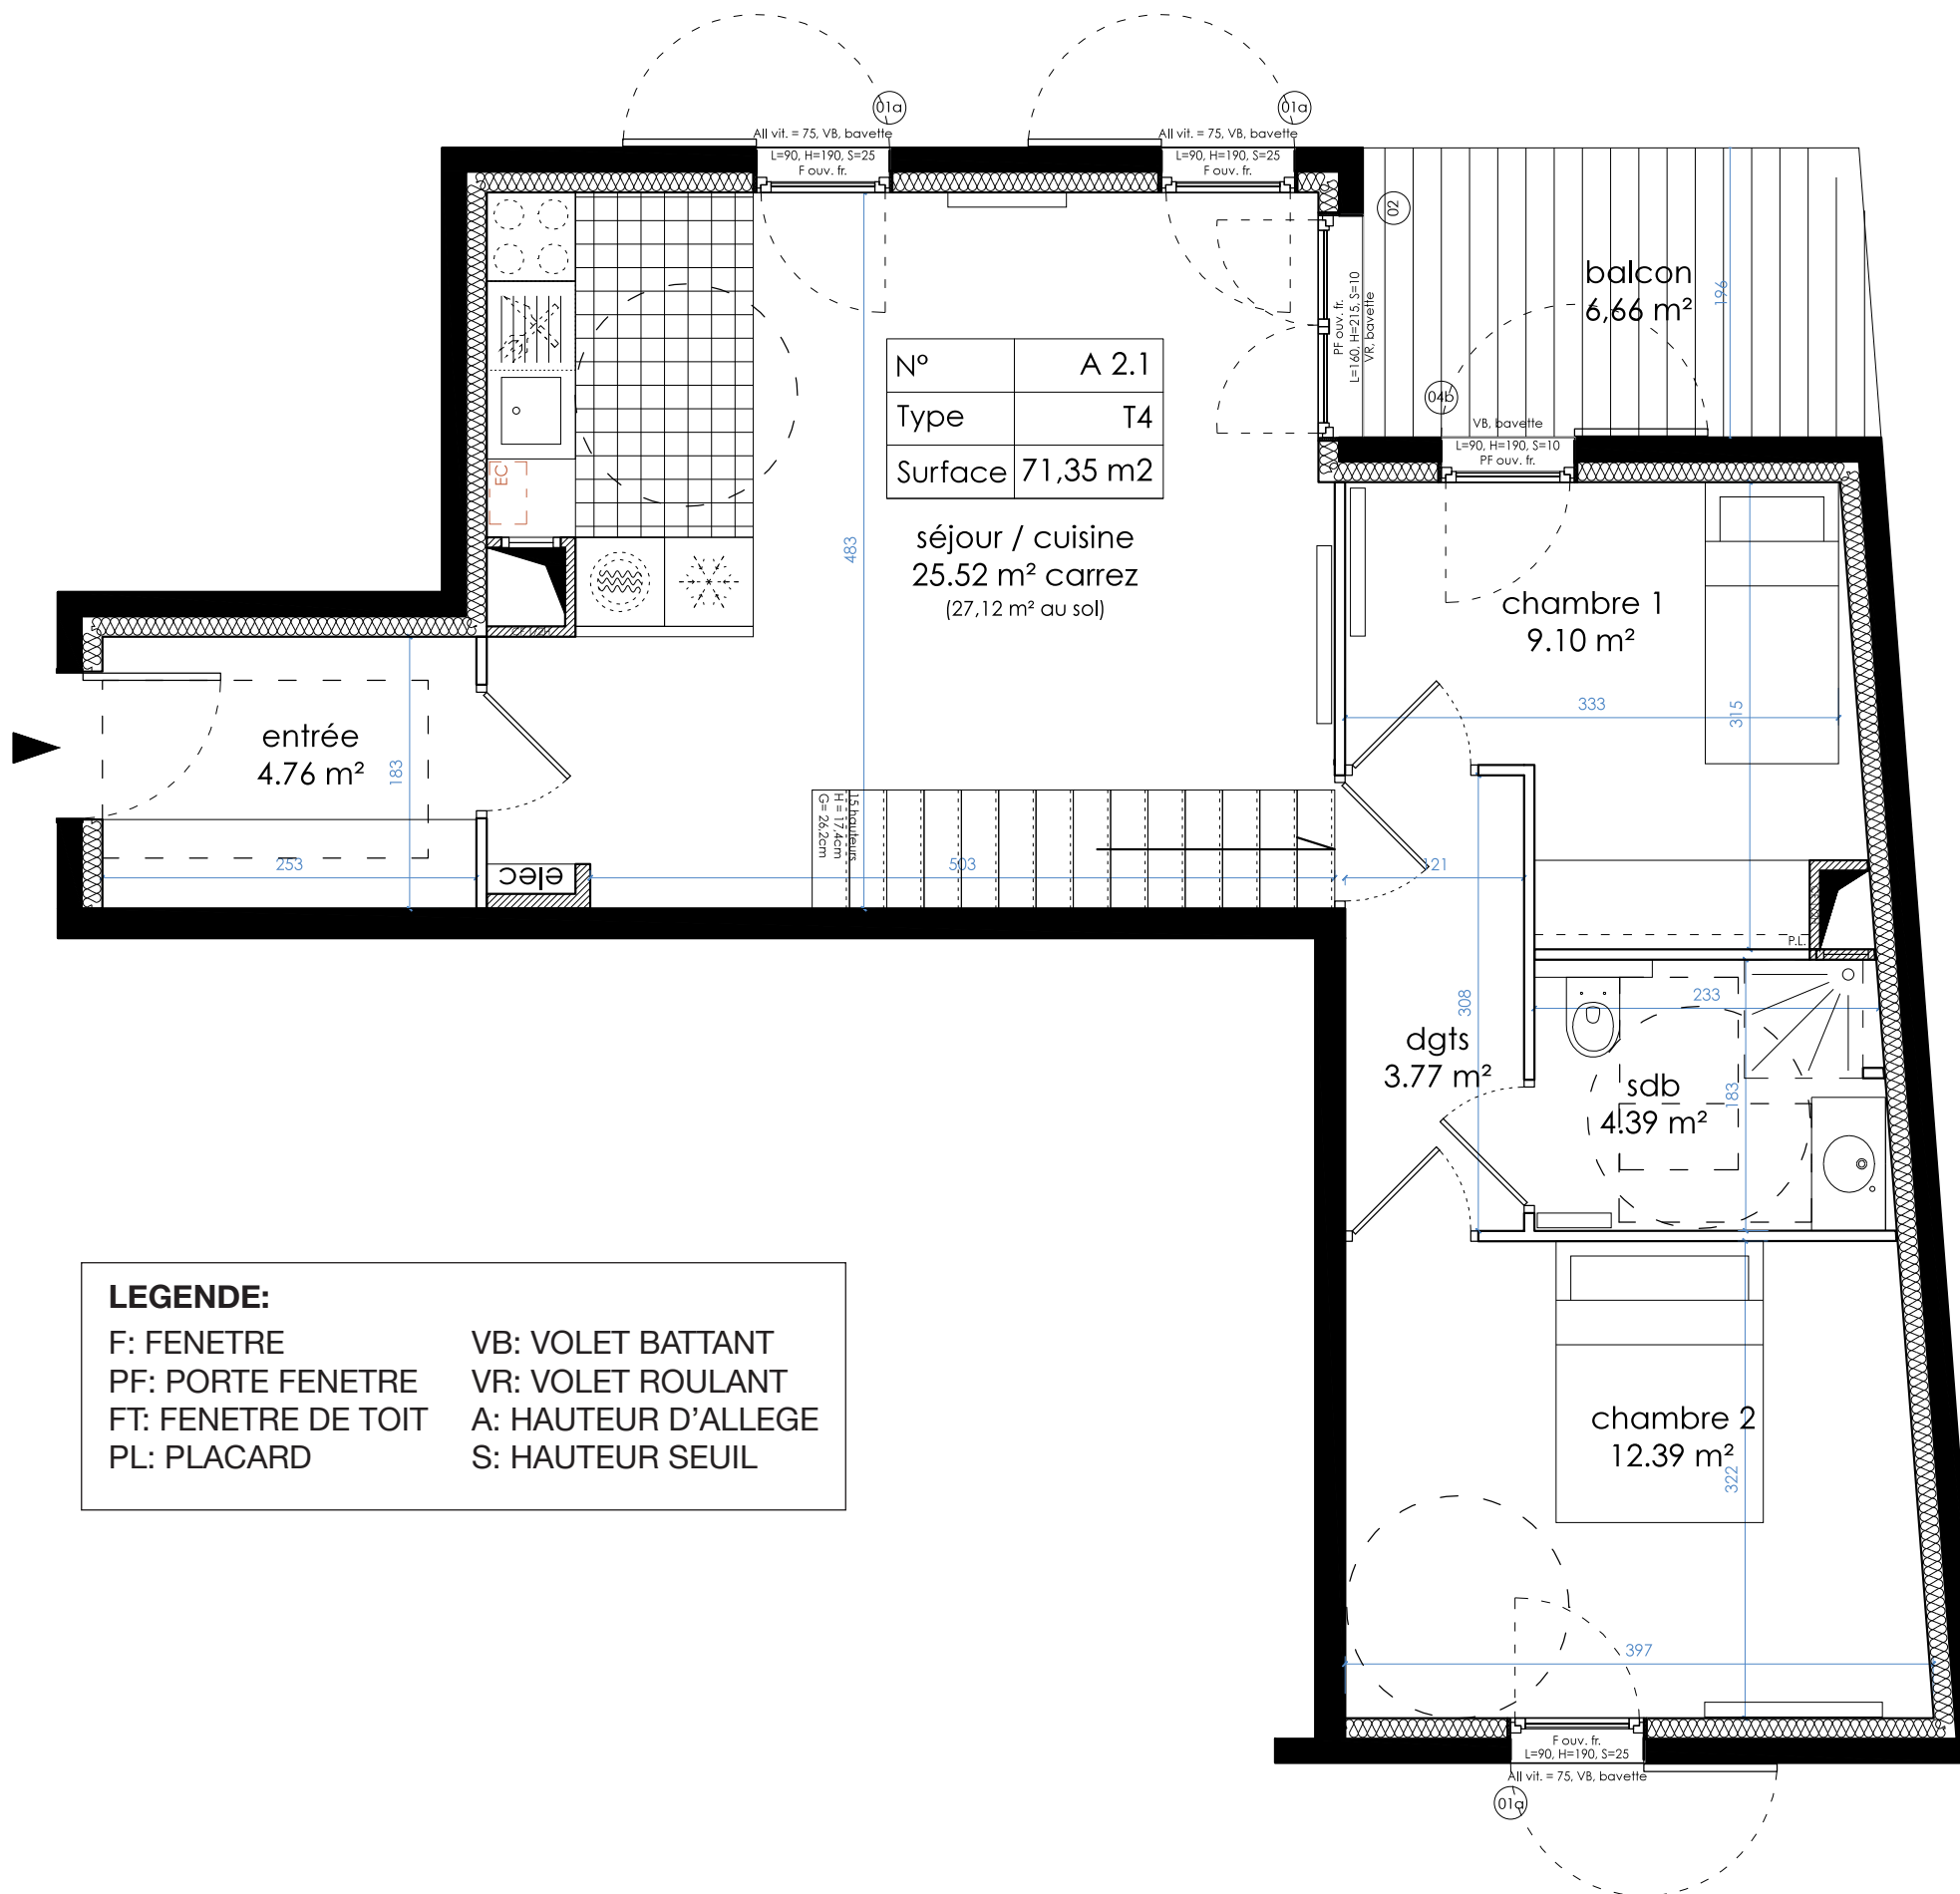 01a
01a
All vit. = 75, VB, bavette
All vit. = 75, VB, bavette
L=90, H=190, S=25
F ouv. fr.
L=90, H=190, S=25
F ouv. fr.
02
balcon
6,66 m²
196
PF ouv. fr.
L=160, H=215, S=10
VR, bavette
N° A 2.1
Type T4
Surface 71,35 m2
04b
VB, bavette
L=90, H=190, S=10
PF ouv. fr.
EC
séjour / cuisine
25.52 m² carrez
(27,12 m² au sol)
483
chambre 1
9.10 m²
333
315
entrée
4.76 m²
183
253
elec
15 hauteurs
H = 17,4cm
G= 26,2cm
503
121
P.L.
308
233
dgts
3.77 m²
sdb
4.39 m²
183
LEGENDE:
F: FENETRE
PF: PORTE FENETRE
FT: FENETRE DE TOIT
PL: PLACARD
VB: VOLET BATTANT
VR: VOLET ROULANT
A: HAUTEUR D'ALLEGE
S: HAUTEUR SEUIL
chambre 2
12.39 m²
322
397
F ouv. fr.
L=90, H=190, S=25
All vit. = 75, VB, bavette
01a